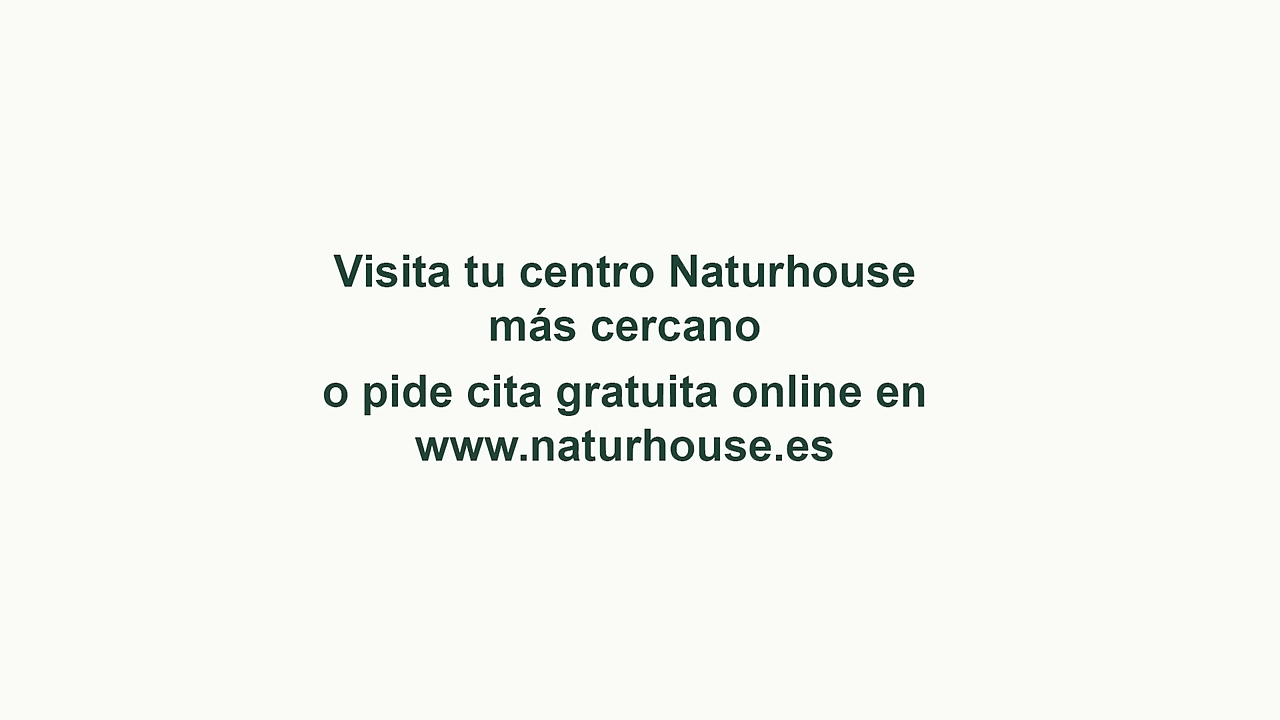 Visita tu centro Naturhouse
más cercano
o pide cita gratuita online en
www.naturhouse.es